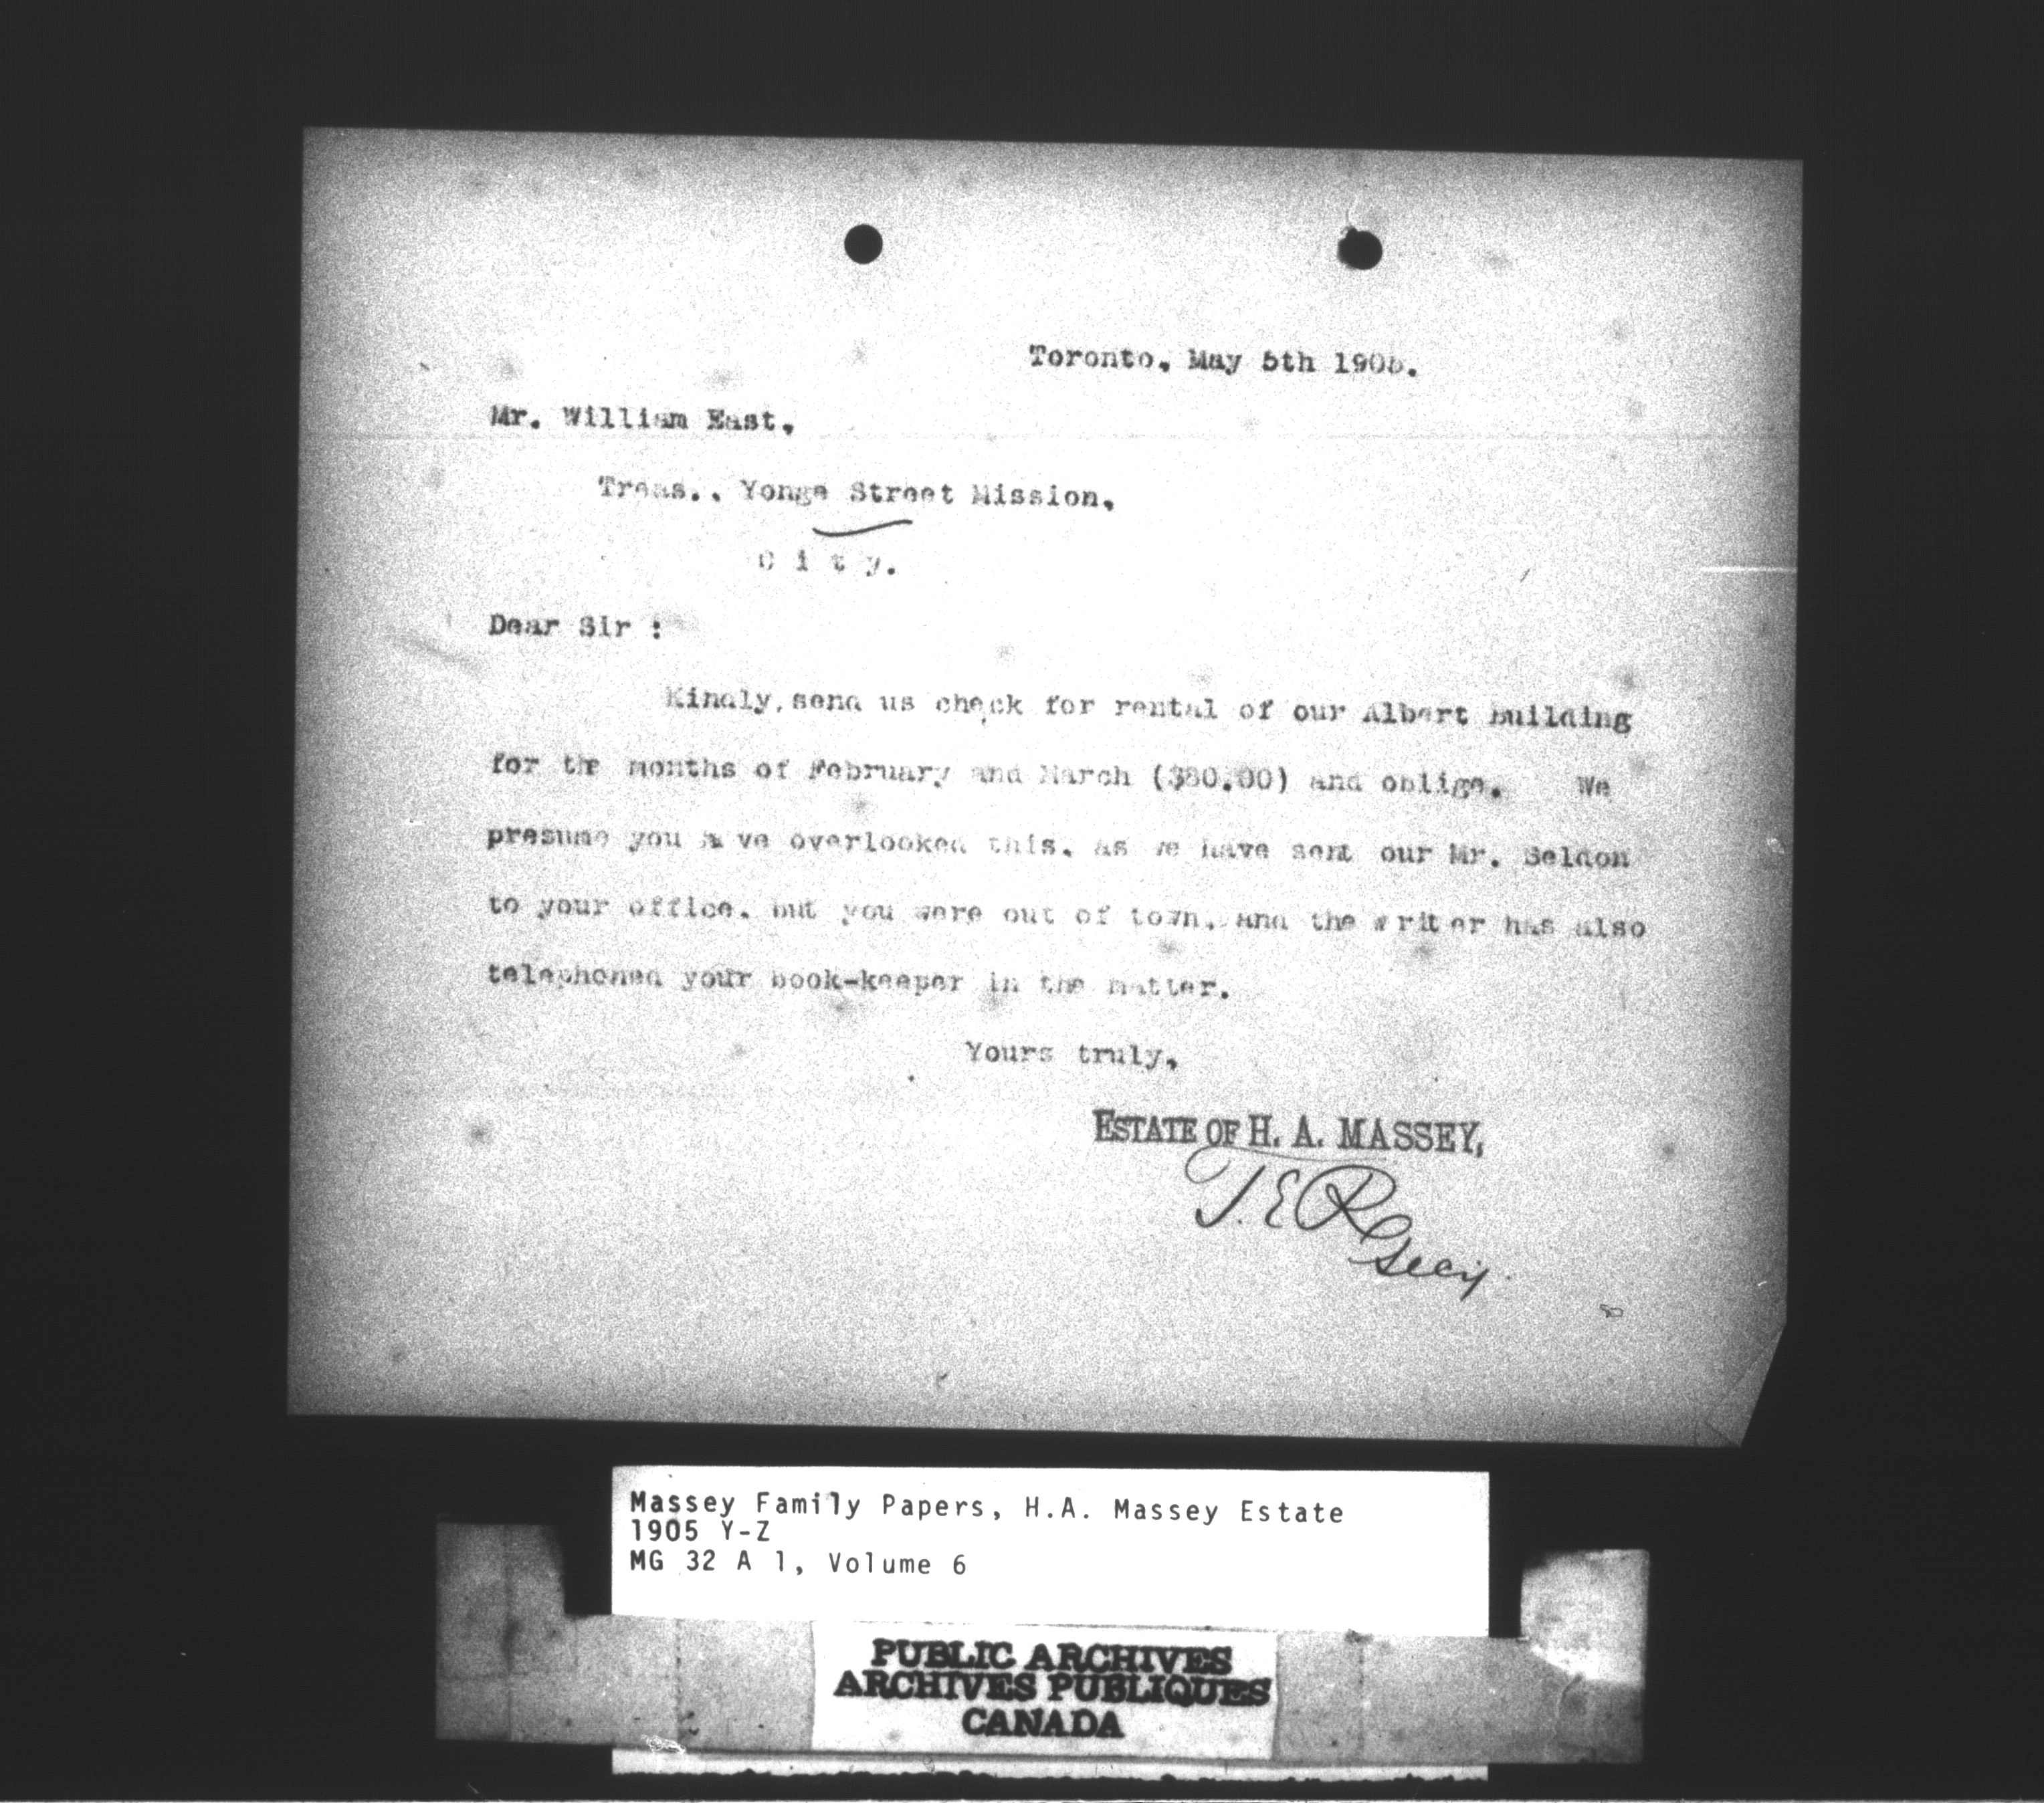 Toronto, May 5th 1905.
Mr. William East,
Treas., Yonge Street Mission,
C i t y.
Dear Sir :
Kindly, send us check for rental of our Albert Building
for the months of February and March ($80.00) and oblige. We
presume you have overlooked this, as we have sent our Mr. Seldon
to your office, but you were out of town, and the writer has also
telephoned your book-keeper in the matter.
Yours truly,
ESTATE OF H. A. MASSEY,
T. E R
Secy.
Massey Family Papers, H.A. Massey Estate
1905 Y-Z
MG 32 A 1, Volume 6
PUBLIC ARCHIVES
ARCHIVES PUBLIQUES
CANADA